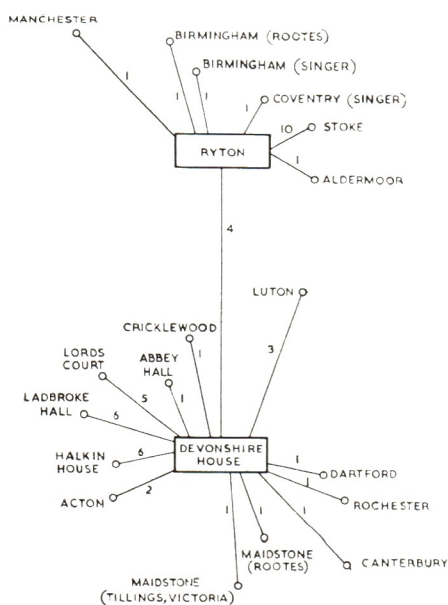 MANCHESTER
BIRMINGHAM (ROOTES)
BIRMINGHAM (SINGER)
1
1
1
1
COVENTRY (SINGER)
10
STOKE
RYTON
1
ALDERMOOR
4
LUTON
CRICKLEWOOD
LORDS
COURT
ABBEY
HALL
1
3
LADBROKE
HALL
5
1
6
HALKIN
HOUSE
6
DEVONSHIRE
HOUSE
1
DARTFORD
ACTON
2
1
ROCHESTER
1
1
1
MAIDSTONE
(ROOTES)
CANTERBURY
MAIDSTONE
(TILLINGS, VICTORIA)